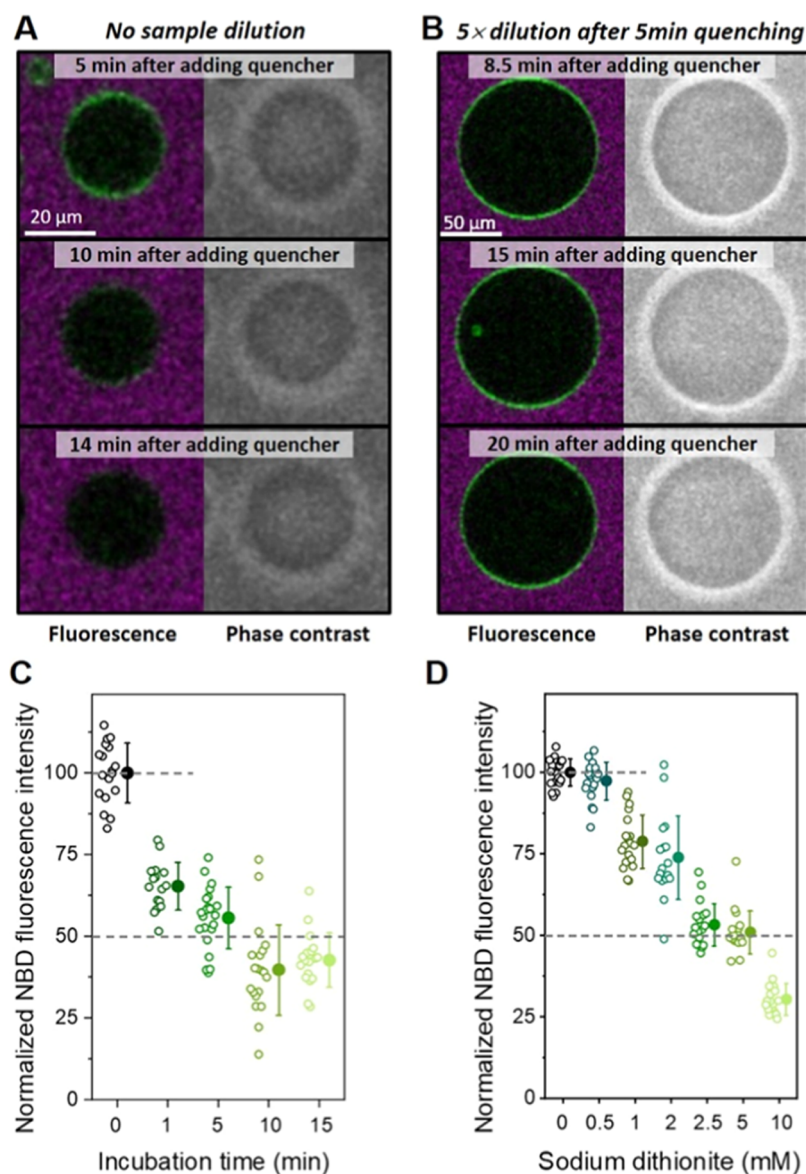 A No sample dilution
5 min after adding quencher
20 µm
10 min after adding quencher
14 min after adding quencher
Fluorescence Phase contrast
B 5× dilution after 5min quenching
8.5 min after adding quencher
50 µm
15 min after adding quencher
20 min after adding quencher
Fluorescence Phase contrast
C
Normalized NBD fluorescence intensity
100
75
50
25
0
0 1 5 10 15
Incubation time (min)
D
Normalized NBD fluorescence intensity
100
75
50
25
0
0 0.5 1 2 2.5 5 10
Sodium dithionite (mM)